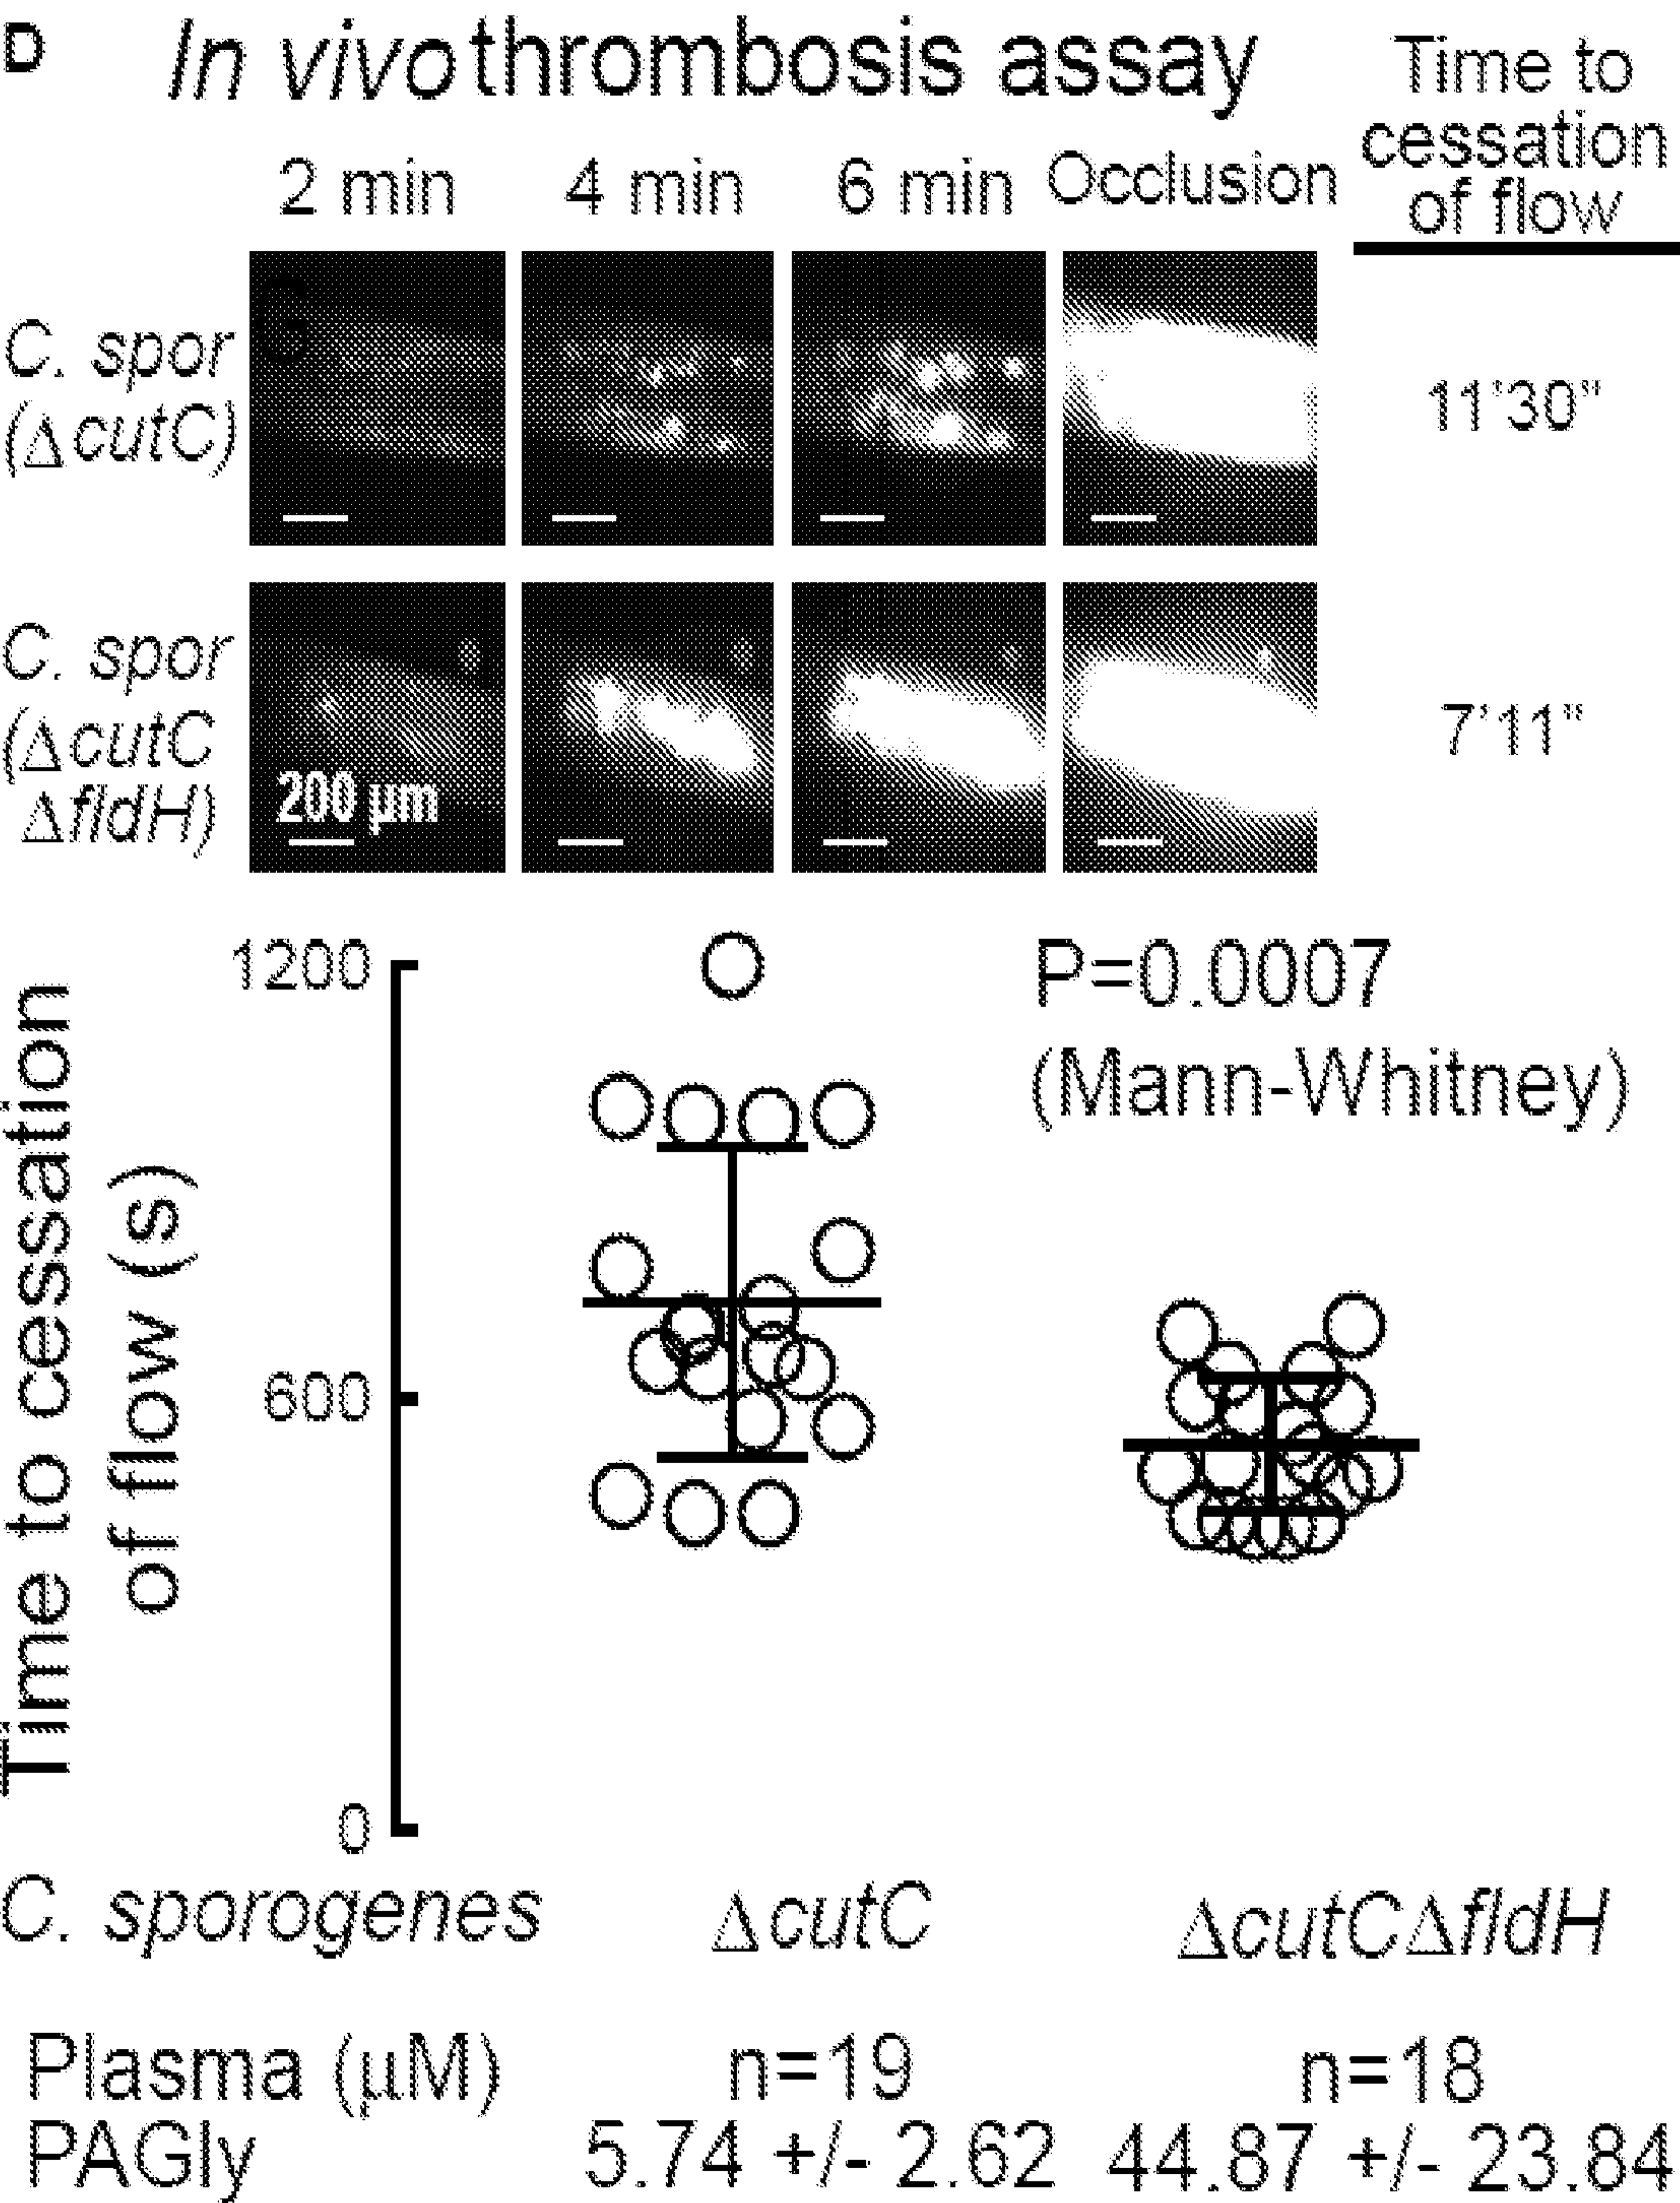 D In vivo thrombosis assay
Time to
cessation
of flow
2 min 4 min 6 min Occlusion
C. spor
(ΔcutC)
11'30"
C. spor
(ΔcutC
ΔfldH)
200 µm
7'11"
Time to cessation
of flow (s)
1200
600
0
P=0.0007
(Mann-Whitney)
C. sporogenes ΔcutC ΔcutCΔfldH
Plasma (µM) n=19 n=18
PAGly 5.74 +/- 2.62 44.87 +/- 23.84